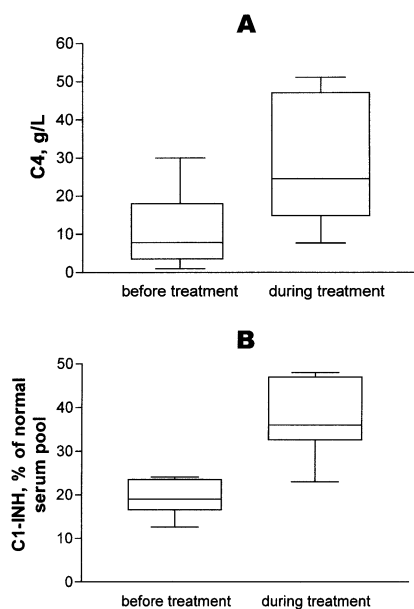 A
60
50
40
30
20
10
0
C4, g/L
before treatment during treatment
B
50
40
30
20
10
0
C1-INH, % of normal
serum pool
before treatment during treatment